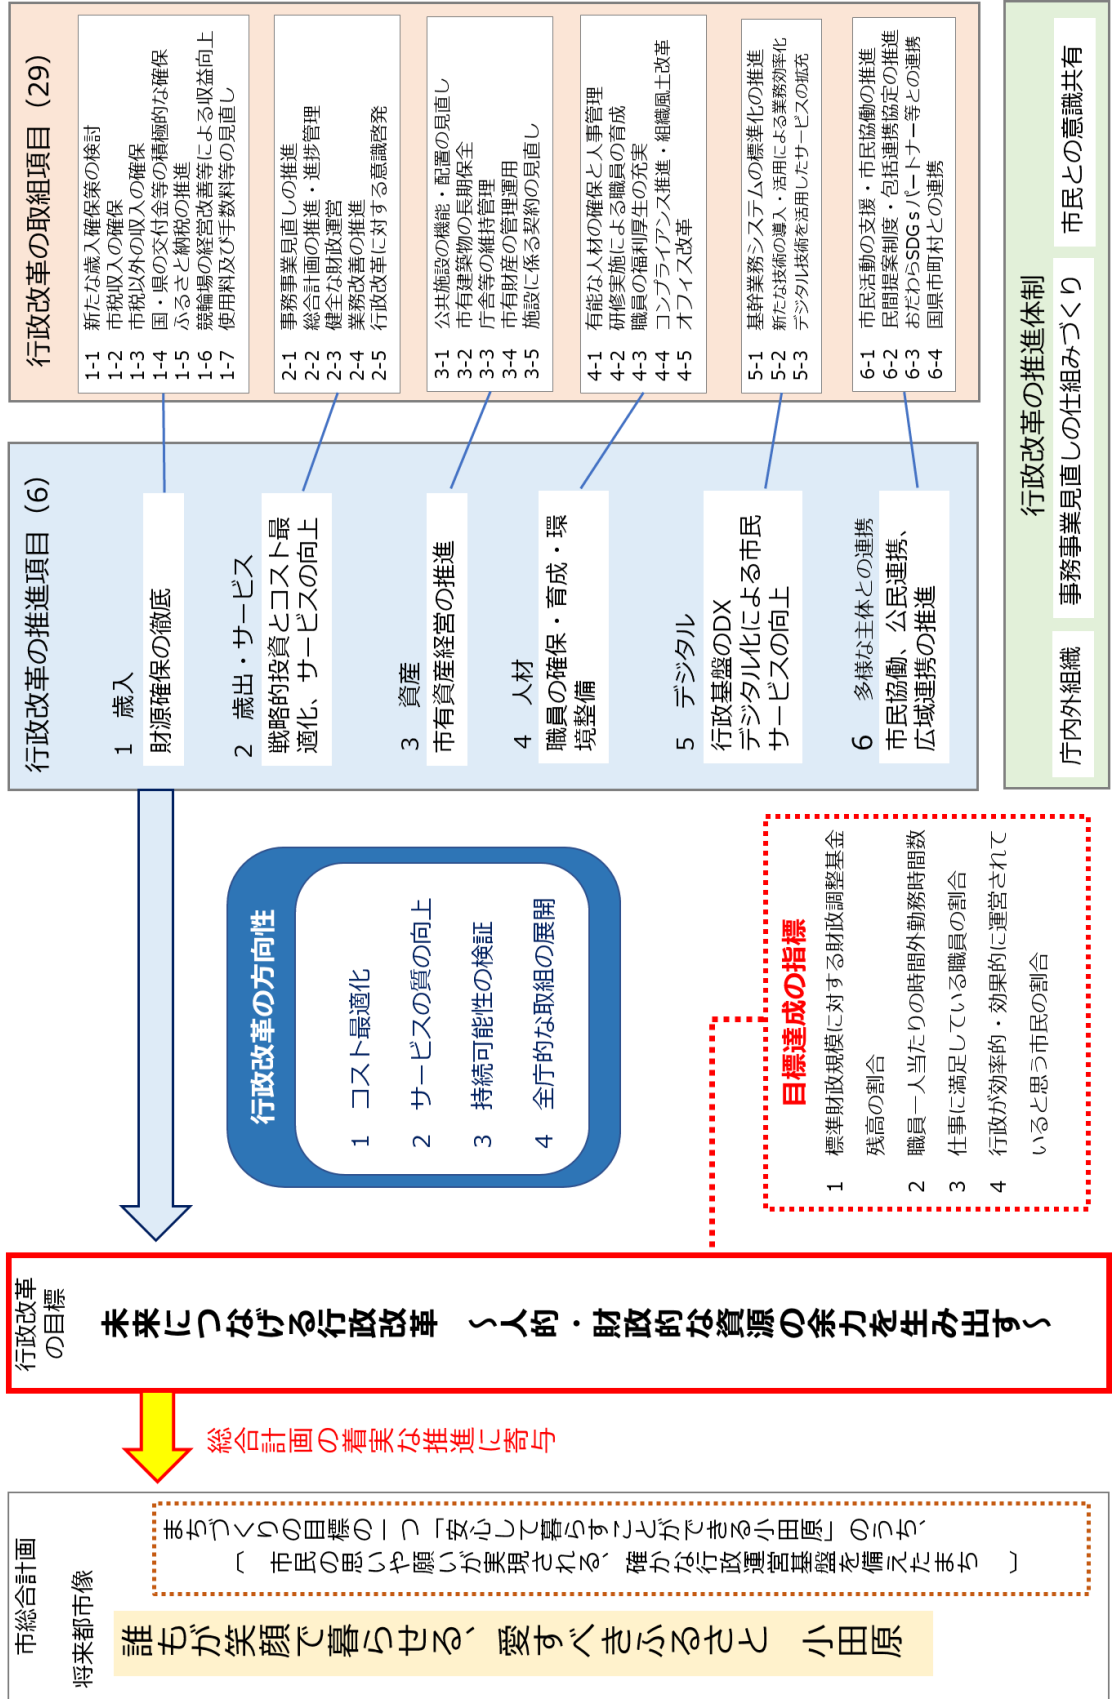 市総合計画
将来都市像
誰もが笑顔で暮らせる、愛すべきふるさと　小田原
まちづくりの目標の一つ「安心して暮らすことができる小田原」のうち、
〔　市民の思いや願いが実現される、確かな行政運営基盤を備えたまち　〕
総合計画の着実な推進に寄与
行政改革
の目標
未来につなげる行政改革　～人的・財政的な資源の余力を生み出す～
行政改革の方向性
1　コスト最適化
2　サービスの質の向上
3　持続可能性の検証
4　全庁的な取組の展開
目標達成の指標
1　標準財政規模に対する財政調整基金
残高の割合
2　職員一人当たりの時間外勤務時間数
3　仕事に満足している職員の割合
4　行政が効率的・効果的に運営されて
いると思う市民の割合
行政改革の推進項目（6）
1　歳入
財源確保の徹底
2　歳出・サービス
戦略的投資とコスト最
適化、サービスの向上
3　資産
市有資産経営の推進
4　人材
職員の確保・育成・環
境整備
5　デジタル
行政基盤のDX
デジタル化による市民
サービスの向上
6　多様な主体との連携
市民協働、公民連携、
広域連携の推進
行政改革の取組項目（29）
1-1　新たな歳入確保策の検討
1-2　市税収入の確保
1-3　市税以外の収入の確保
1-4　国・県の交付金等の積極的な確保
1-5　ふるさと納税の推進
1-6　競輪場の経営改善等による収益向上
1-7　使用料及び手数料等の見直し
2-1　事務事業見直しの推進
2-2　総合計画の推進・進捗管理
2-3　健全な財政運営
2-4　業務改善の推進
2-5　行政改革に対する意識啓発
3-1　公共施設の機能・配置の見直し
3-2　市有建築物の長期保全
3-3　庁舎等の維持管理
3-4　市有財産の管理運用
3-5　施設に係る契約の見直し
4-1　有能な人材の確保と人事管理
4-2　研修実施による職員の育成
4-3　職員の福利厚生の充実
4-4　コンプライアンス推進・組織風土改革
4-5　オフィス改革
5-1　基幹業務システムの標準化の推進
5-2　新たな技術の導入・活用による業務効率化
5-3　デジタル技術を活用したサービスの拡充
6-1　市民活動の支援・市民協働の推進
6-2　民間提案制度・包括連携協定の推進
6-3　おだわらSDGｓパートナー等との連携
6-4　国県市町村との連携
行政改革の推進体制
庁内外組織
事務事業見直しの仕組みづくり
市民との意識共有